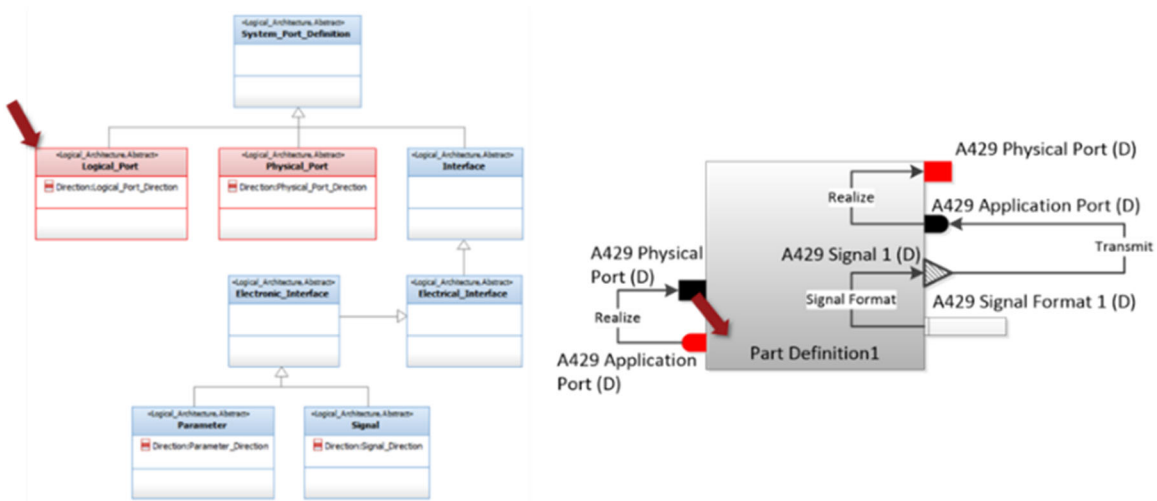 «Logical_Architecture.Abstract»
System_Port_Definition
«Logical_Architecture.Abstract»
Logical_Port
Direction:Logical_Port_Direction
«Logical_Architecture.Abstract»
Physical_Port
Direction:Physical_Port_Direction
«Logical_Architecture.Abstract»
Interface
«Logical_Architecture.Abstract»
Electronic_Interface
«Logical_Architecture.Abstract»
Electrical_Interface
«Logical_Architecture.Abstract»
Parameter
Direction:Parameter_Direction
«Logical_Architecture.Abstract»
Signal
Direction:Signal_Direction
A429 Physical Port (D)
Realize
A429 Application Port (D)
A429 Physical
Port (D)
A429 Signal 1 (D)
Transmit
Signal Format
A429 Signal Format 1 (D)
Realize
Part Definition1
A429 Application
Port (D)